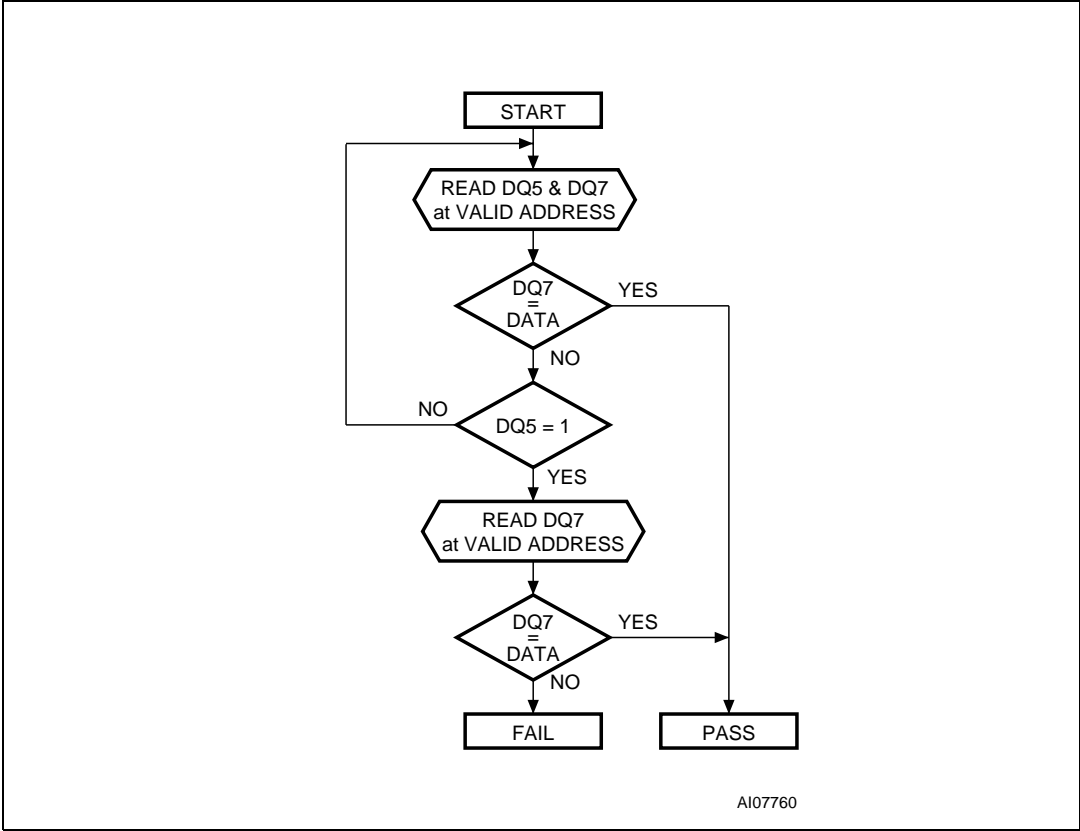 START
READ DQ5 & DQ7
at VALID ADDRESS
DQ7
=
DATA
YES
NO
DQ5 = 1
NO
YES
READ DQ7
at VALID ADDRESS
DQ7
=
DATA
YES
NO
FAIL
PASS
AI07760